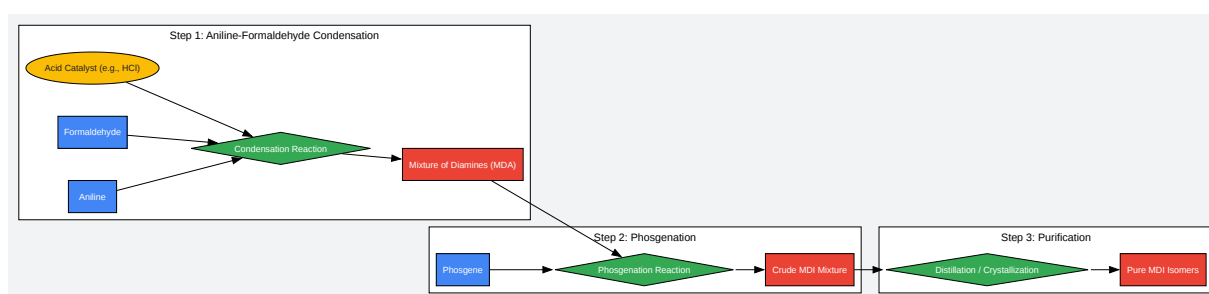 Step 1: Aniline-Formaldehyde Condensation
Acid Catalyst (e.g., HCl)
Formaldehyde
Condensation Reaction
Mixture of Diamines (MDA)
Aniline
Step 2: Phosgenation
Phosgene
Phosgenation Reaction
Crude MDI Mixture
Step 3: Purification
Distillation / Crystallization
Pure MDI Isomers